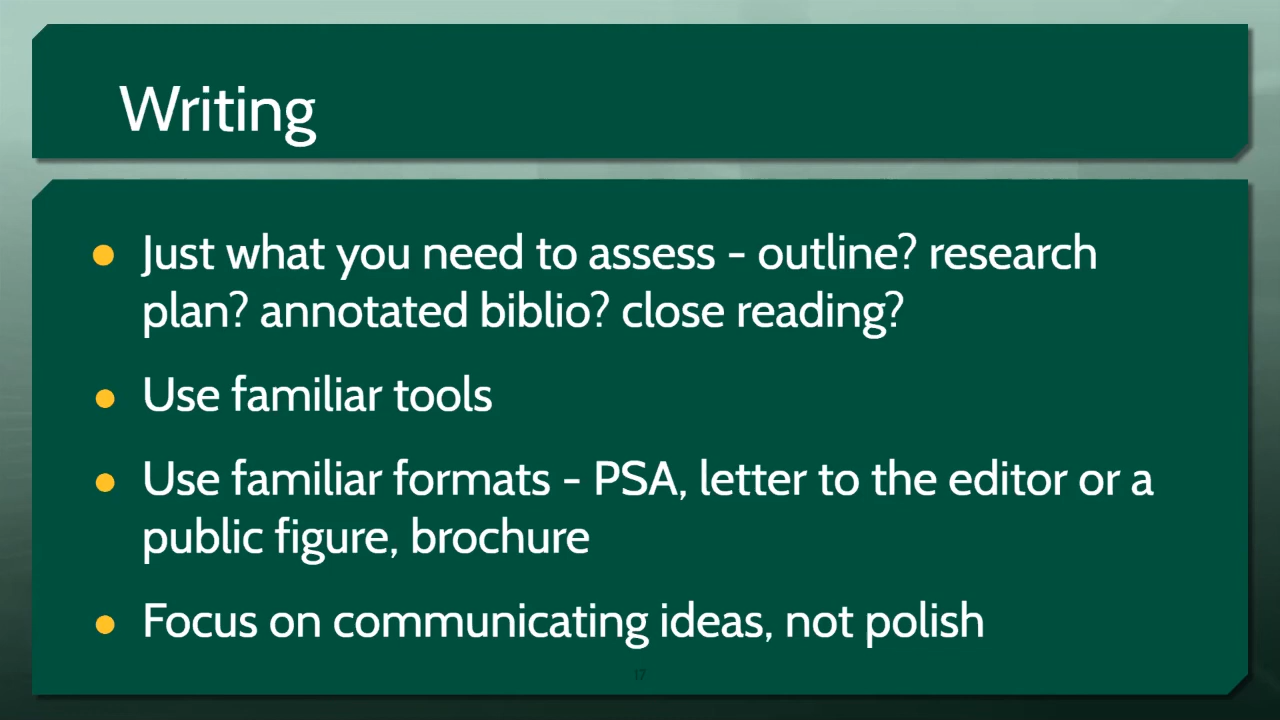 Writing
Just what you need to assess - outline? research
plan? annotated biblio? close reading?
Use familiar tools
Use familiar formats - PSA, letter to the editor or a
public figure, brochure
Focus on communicating ideas, not polish
17